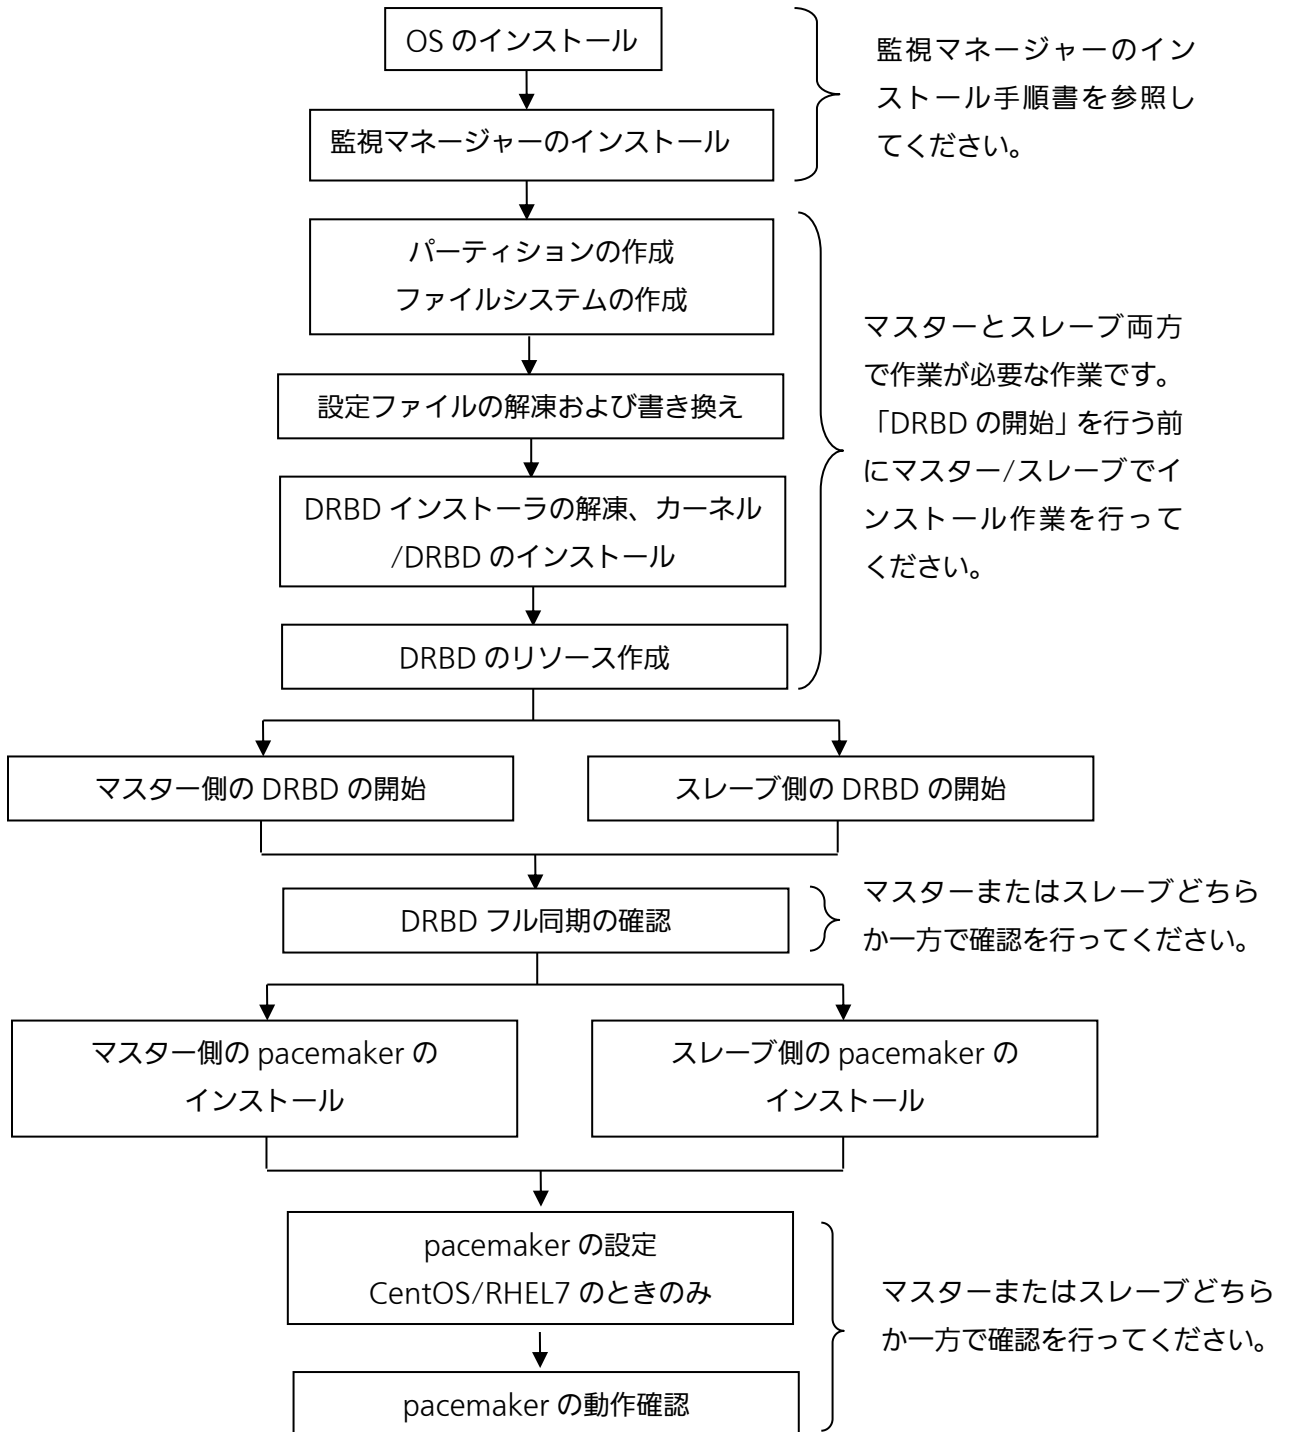 OS のインストール
監視マネージャーのイン
ストール手順書を参照し
てください。
監視マネージャーのインストール
パーティションの作成
ファイルシステムの作成
マスターとスレーブ両方
で作業が必要な作業です。
「DRBD の開始」を行う前
にマスター/スレーブでイ
ンストール作業を行って
ください。
設定ファイルの解凍および書き換え
DRBD インストーラの解凍、カーネル
/DRBD のインストール
DRBD のリソース作成
マスター側の DRBD の開始
スレーブ側の DRBD の開始
DRBD フル同期の確認
マスターまたはスレーブどちら
か一方で確認を行ってください。
マスター側の pacemaker の
インストール
スレーブ側の pacemaker の
インストール
pacemaker の設定
CentOS/RHEL7 のときのみ
マスターまたはスレーブどちら
か一方で確認を行ってください。
pacemaker の動作確認